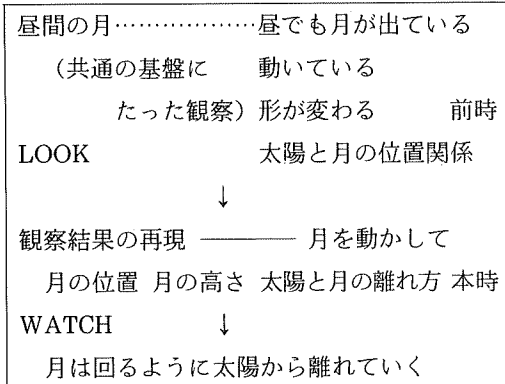 昼間の月………………昼でも月が出ている
（共通の基盤に　動いている
たった観察）形が変わる　前時
LOOK　太陽と月の位置関係
↓
観察結果の再現 ――― 月を動かして
月の位置 月の高さ 太陽と月の離れ方 本時
WATCH　↓
月は回るように太陽から離れていく